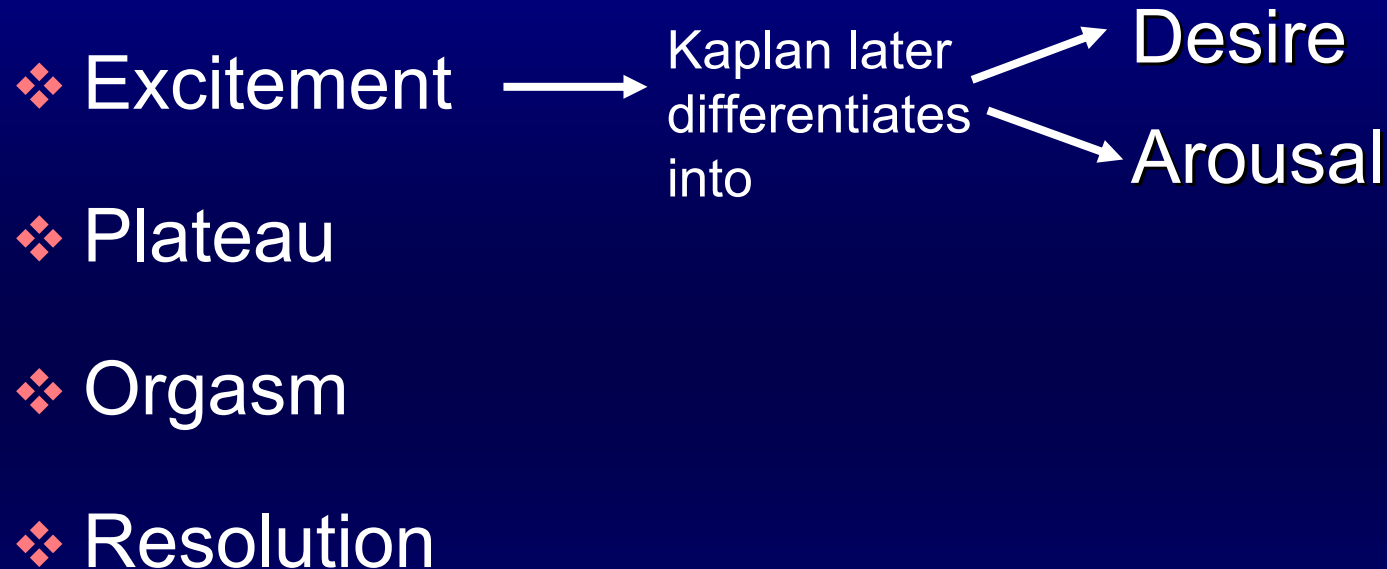 Excitement
Kaplan later
differentiates
into
Desire
Arousal
Plateau
Orgasm
Resolution